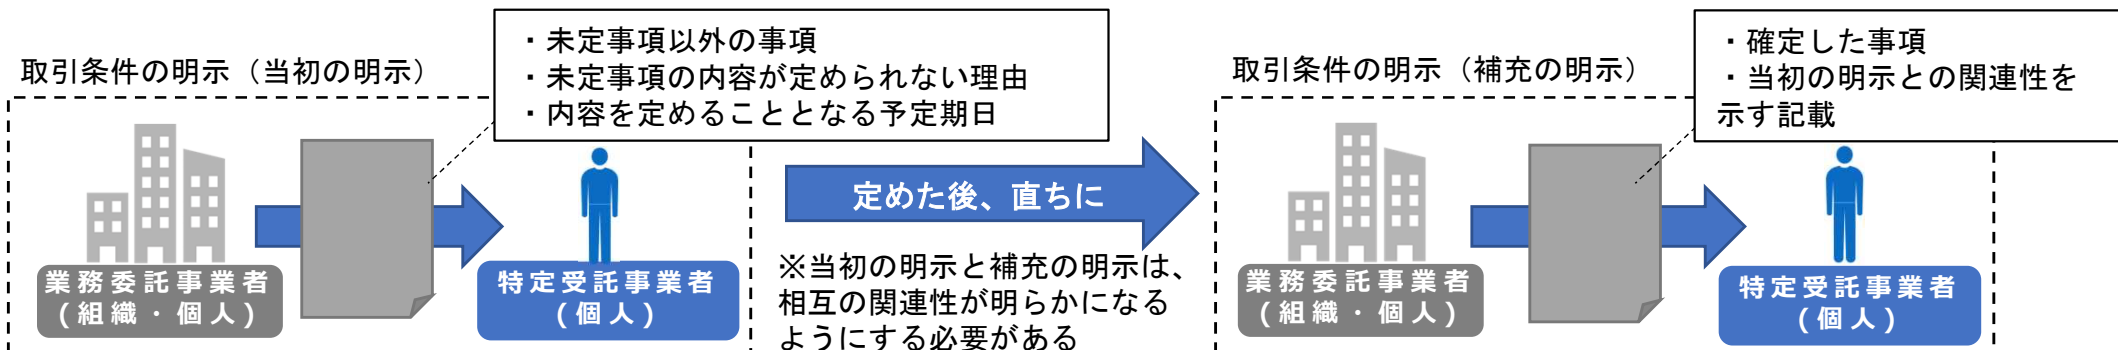 取引条件の明示（当初の明示）
・未定事項以外の事項
・未定事項の内容が定められない理由
・内容を定めることとなる予定期日
業務委託事業者
(組織・個人)
特定受託事業者
(個人)
定めた後、直ちに
※当初の明示と補充の明示は、
相互の関連性が明らかになる
ようにする必要がある
取引条件の明示（補充の明示）
・確定した事項
・当初の明示との関連性を
示す記載
業務委託事業者
(組織・個人)
特定受託事業者
(個人)